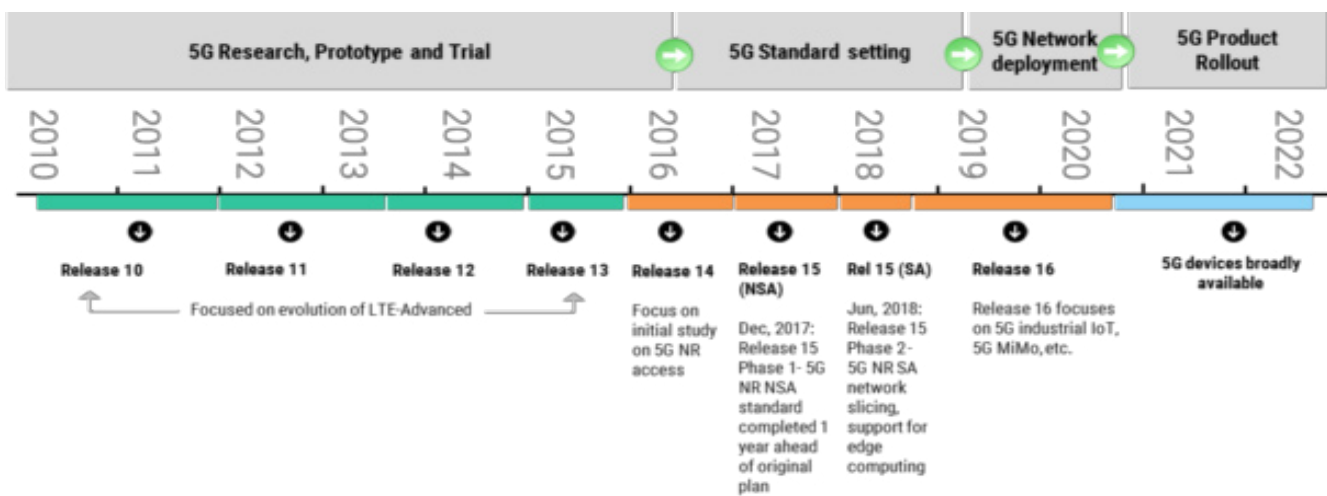 5G Research, Prototype and Trial
5G Standard setting
5G Network
deployment
5G Product
Rollout
2010
2011
2012
2013
2014
2015
2016
2017
2018
2019
2020
2021
2022
Release 10
Release 11
Release 12
Release 13
Focused on evolution of LTE-Advanced
Release 14
Focus on
initial study
on 5G NR
access
Release 15
(NSA)
Dec, 2017:
Release 15
Phase 1- 5G
NR NSA
standard
completed 1
year ahead
of original
plan
Rel 15 (SA)
Jun, 2018:
Release 15
Phase 2-
5G NR SA
network
slicing,
support for
edge
computing
Release 16
Release 16 focuses
on 5G industrial IoT,
5G MiMo, etc.
5G devices broadly
available